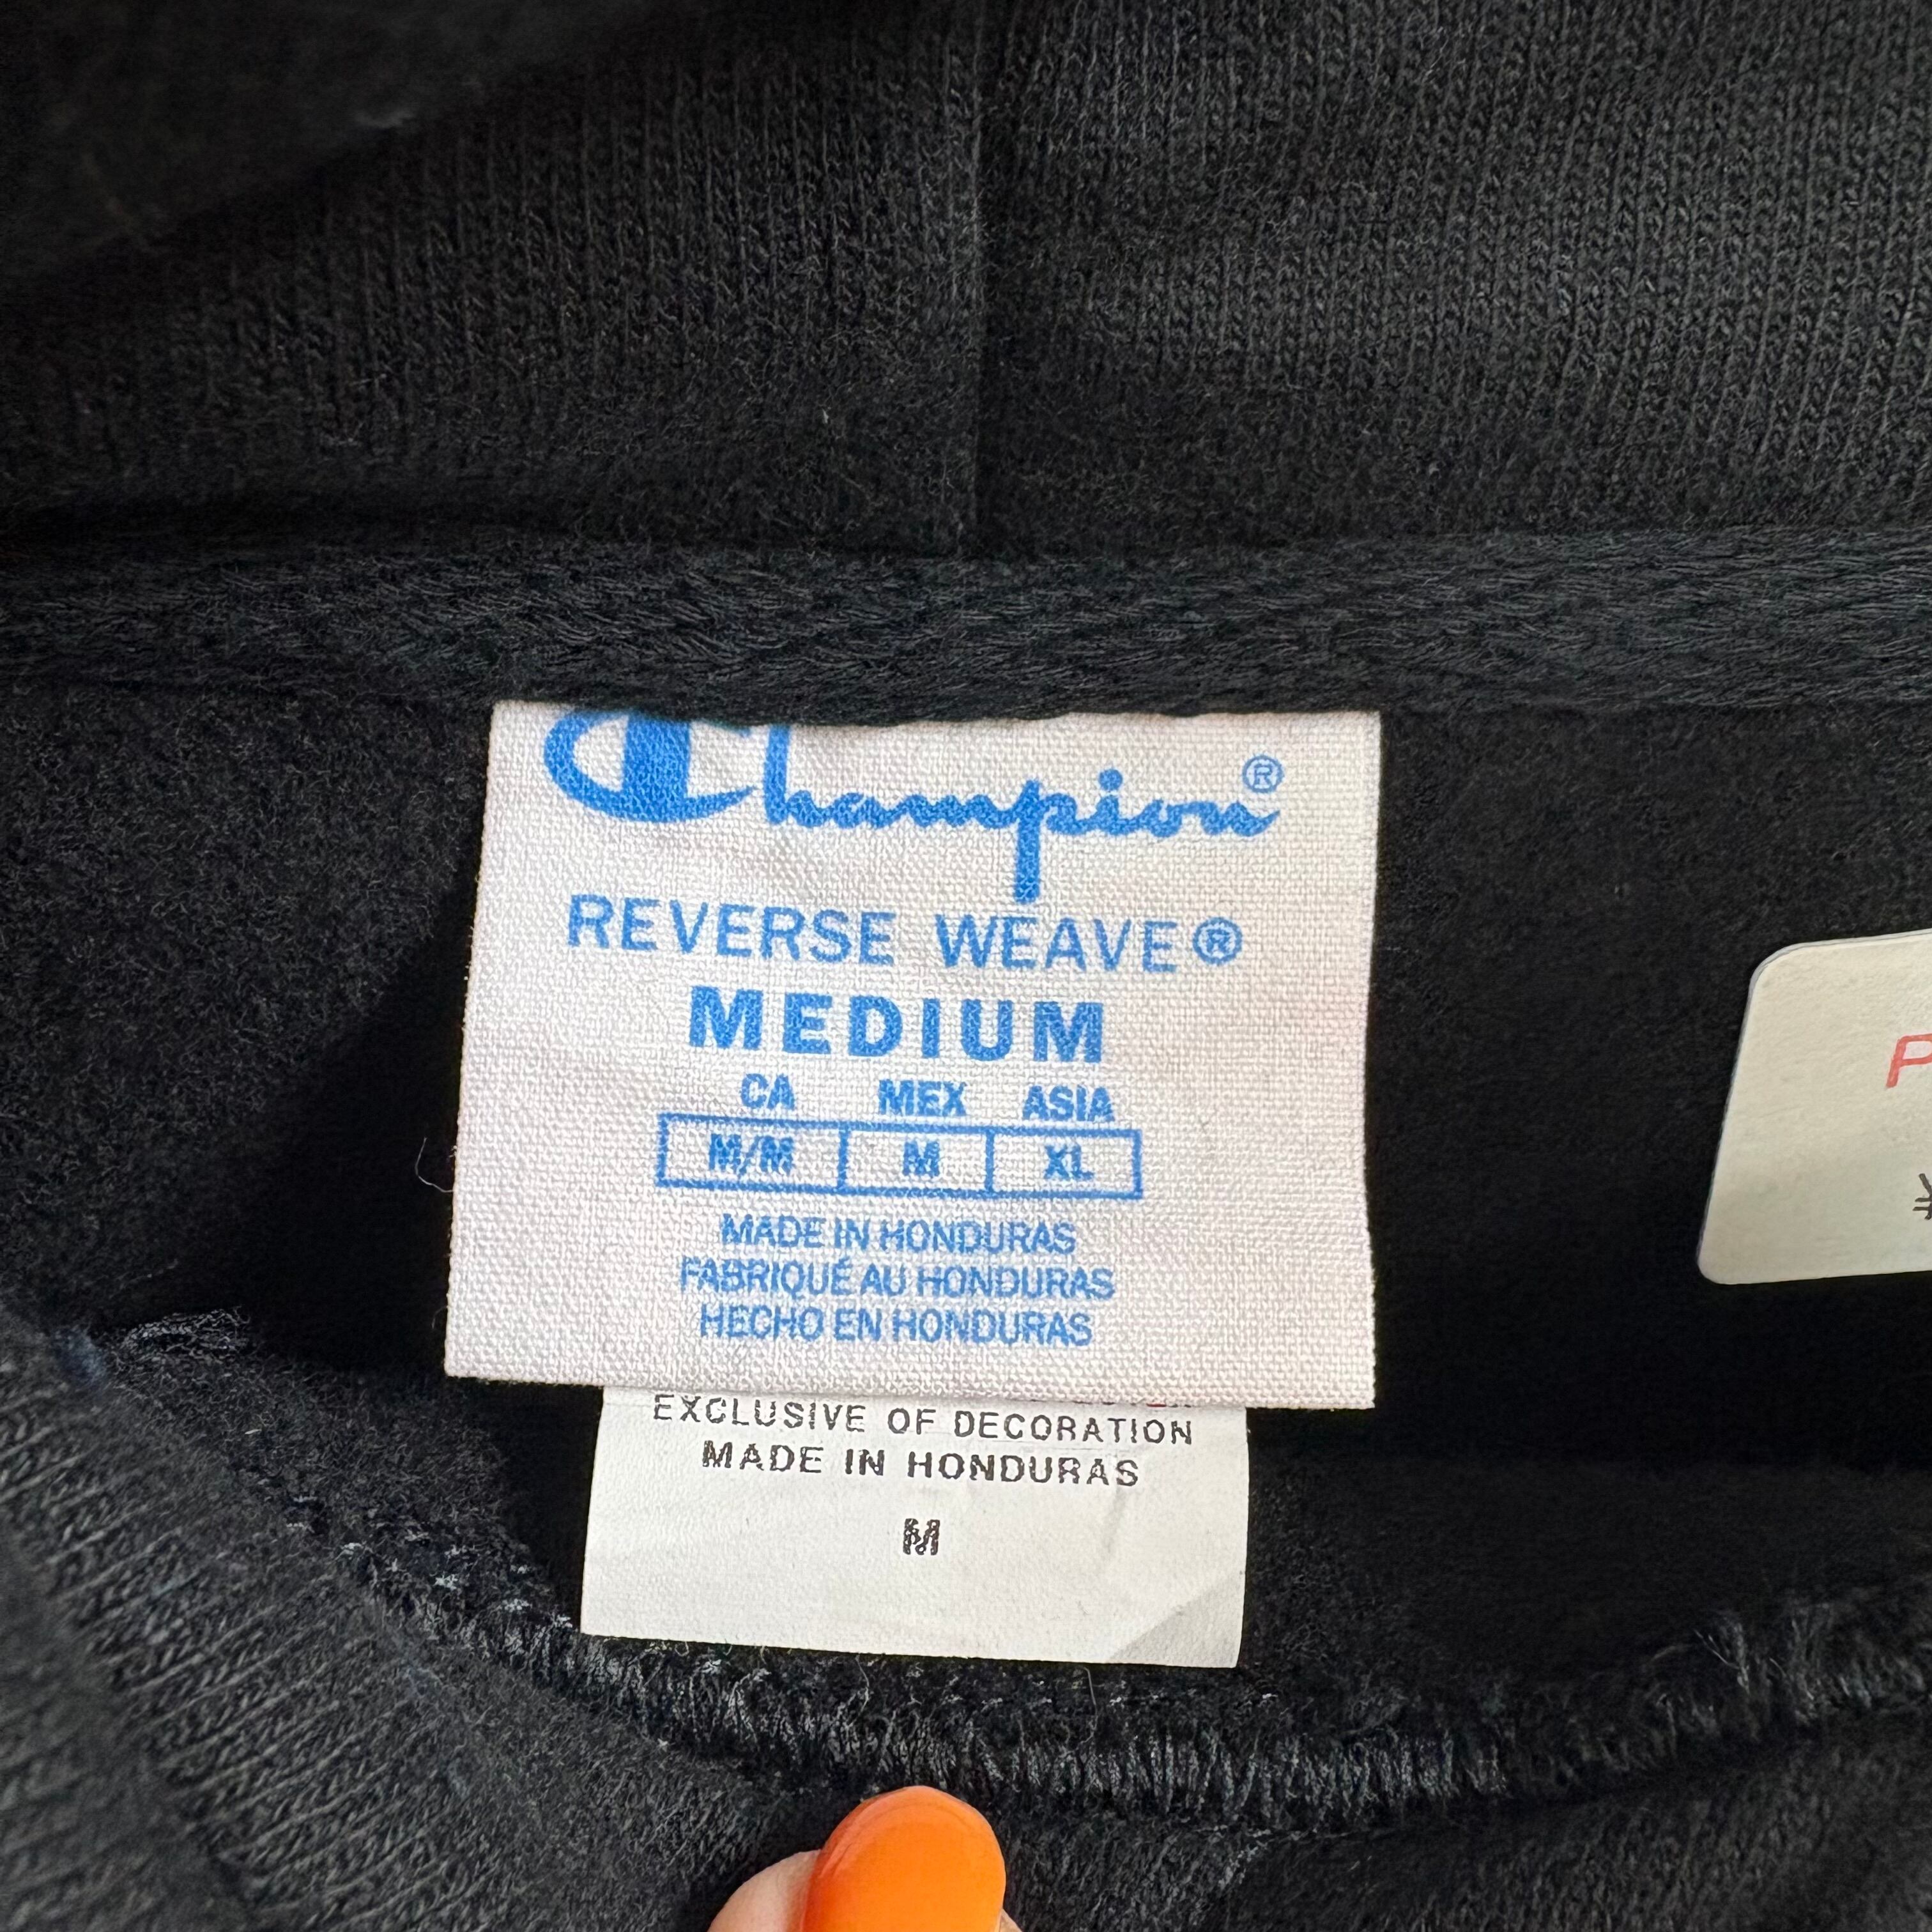 Champion®
REVERSE WEAVE®
MEDIUM
CA MEX ASIA
M/M M XL
MADE IN HONDURAS
FABRIQUÉ AU HONDURAS
HECHO EN HONDURAS
EXCLUSIVE OF DECORATION
MADE IN HONDURAS
M
P
¥